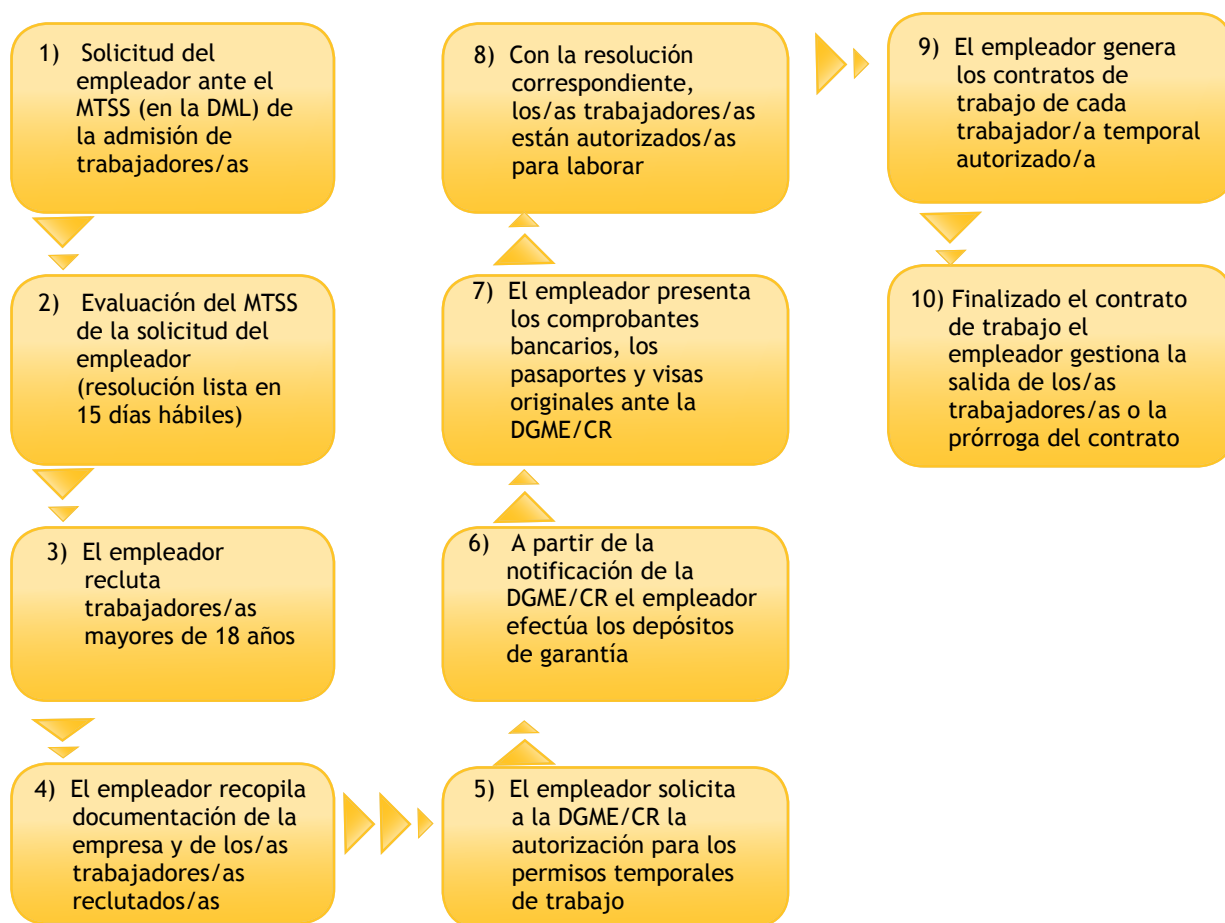 1) Solicitud del
empleador ante el
MTSS (en la DML) de
la admisión de
trabajadores/as
2) Evaluación del MTSS
de la solicitud del
empleador
(resolución lista en
15 días hábiles)
3) El empleador
recluta
trabajadores/as
mayores de 18 años
4) El empleador recopila
documentación de la
empresa y de los/as
trabajadores/as
reclutados/as
5) El empleador solicita
a la DGME/CR la
autorización para los
permisos temporales
de trabajo
6) A partir de la
notificación de la
DGME/CR el empleador
efectúa los depósitos
de garantía
7) El empleador presenta
los comprobantes
bancarios, los
pasaportes y visas
originales ante la
DGME/CR
8) Con la resolución
correspondiente,
los/as trabajadores/as
están autorizados/as
para laborar
9) El empleador genera
los contratos de
trabajo de cada
trabajador/a temporal
autorizado/a
10) Finalizado el contrato
de trabajo el
empleador gestiona la
salida de los/as
trabajadores/as o la
prórroga del contrato